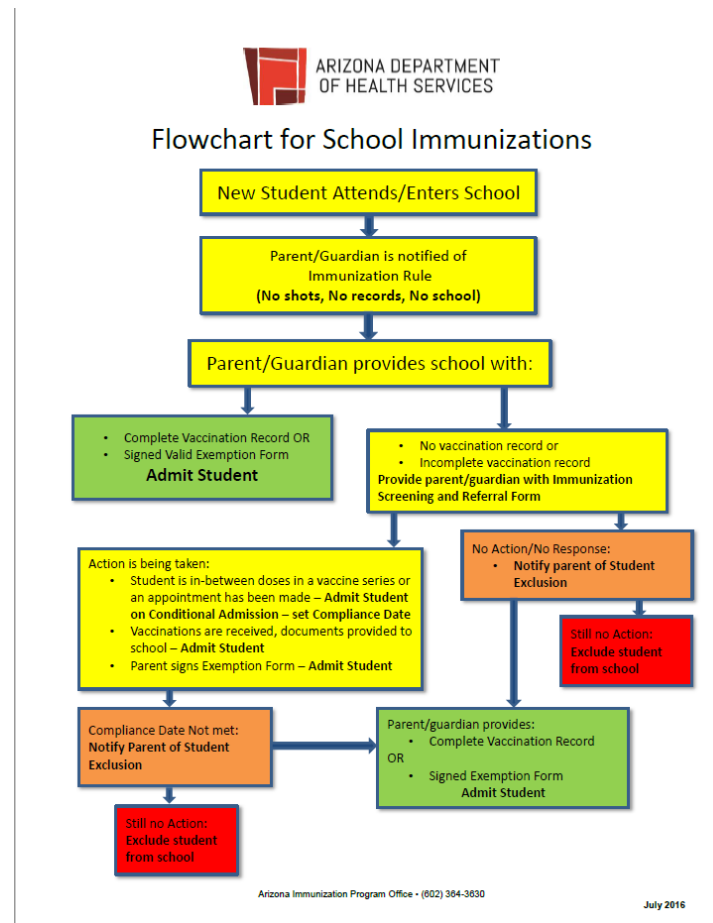 ARIZONA DEPARTMENT
OF HEALTH SERVICES
Flowchart for School Immunizations
New Student Attends/Enters School
Parent/Guardian is notified of
Immunization Rule
(No shots, No records, No school)
Parent/Guardian provides school with:
• Complete Vaccination Record OR
• Signed Valid Exemption Form
Admit Student
• No vaccination record or
• Incomplete vaccination record
Provide parent/guardian with Immunization
Screening and Referral Form
Action is being taken:
• Student is in-between doses in a vaccine series or
an appointment has been made – Admit Student
on Conditional Admission – set Compliance Date
• Vaccinations are received, documents provided to
school – Admit Student
• Parent signs Exemption Form – Admit Student
No Action/No Response:
• Notify parent of Student
Exclusion
Still no Action:
Exclude student
from school
Compliance Date Not met:
Notify Parent of Student
Exclusion
Parent/guardian provides:
• Complete Vaccination Record
OR
• Signed Exemption Form
Admit Student
Still no Action:
Exclude student
from school
Arizona Immunization Program Office • (602) 364-3630
July 2016